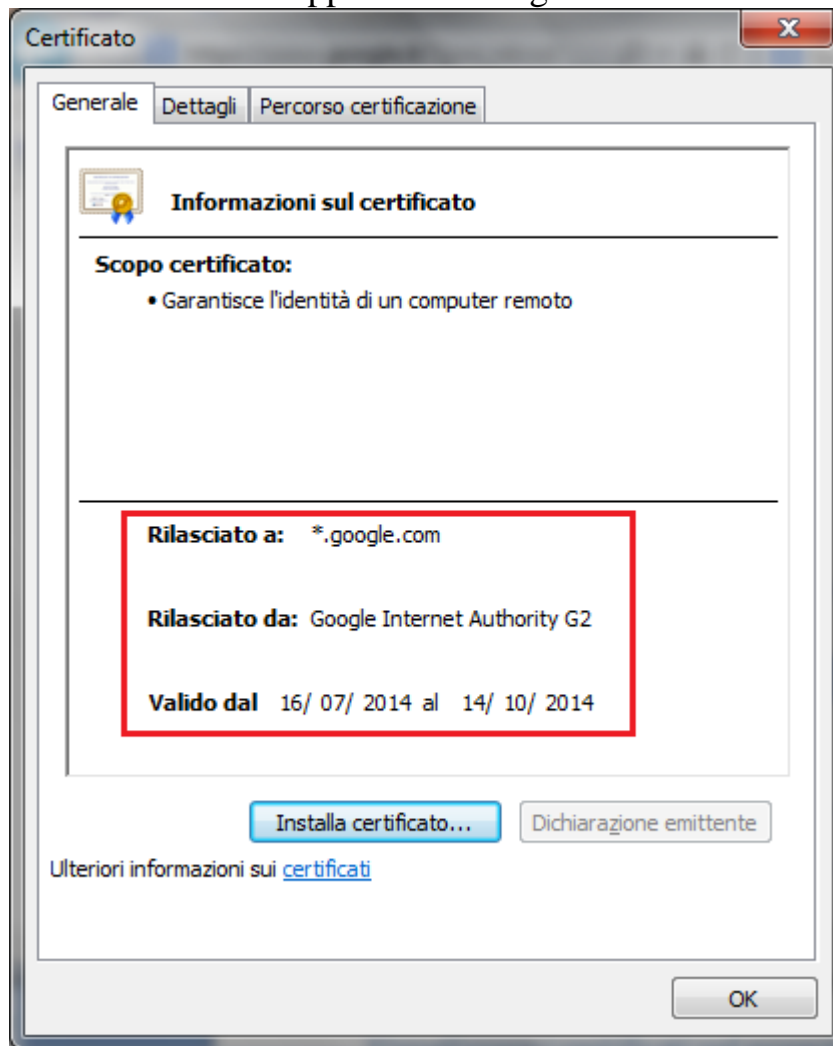 Certificato
Generale Dettagli Percorso certificazione
Informazioni sul certificato
Scopo certificato:
• Garantisce l'identità di un computer remoto
Rilasciato a: *.google.com
Rilasciato da: Google Internet Authority G2
Valido dal 16/ 07/ 2014 al 14/ 10/ 2014
Installa certificato... Dichiarazione emittente
Ulteriori informazioni sui certificati
OK